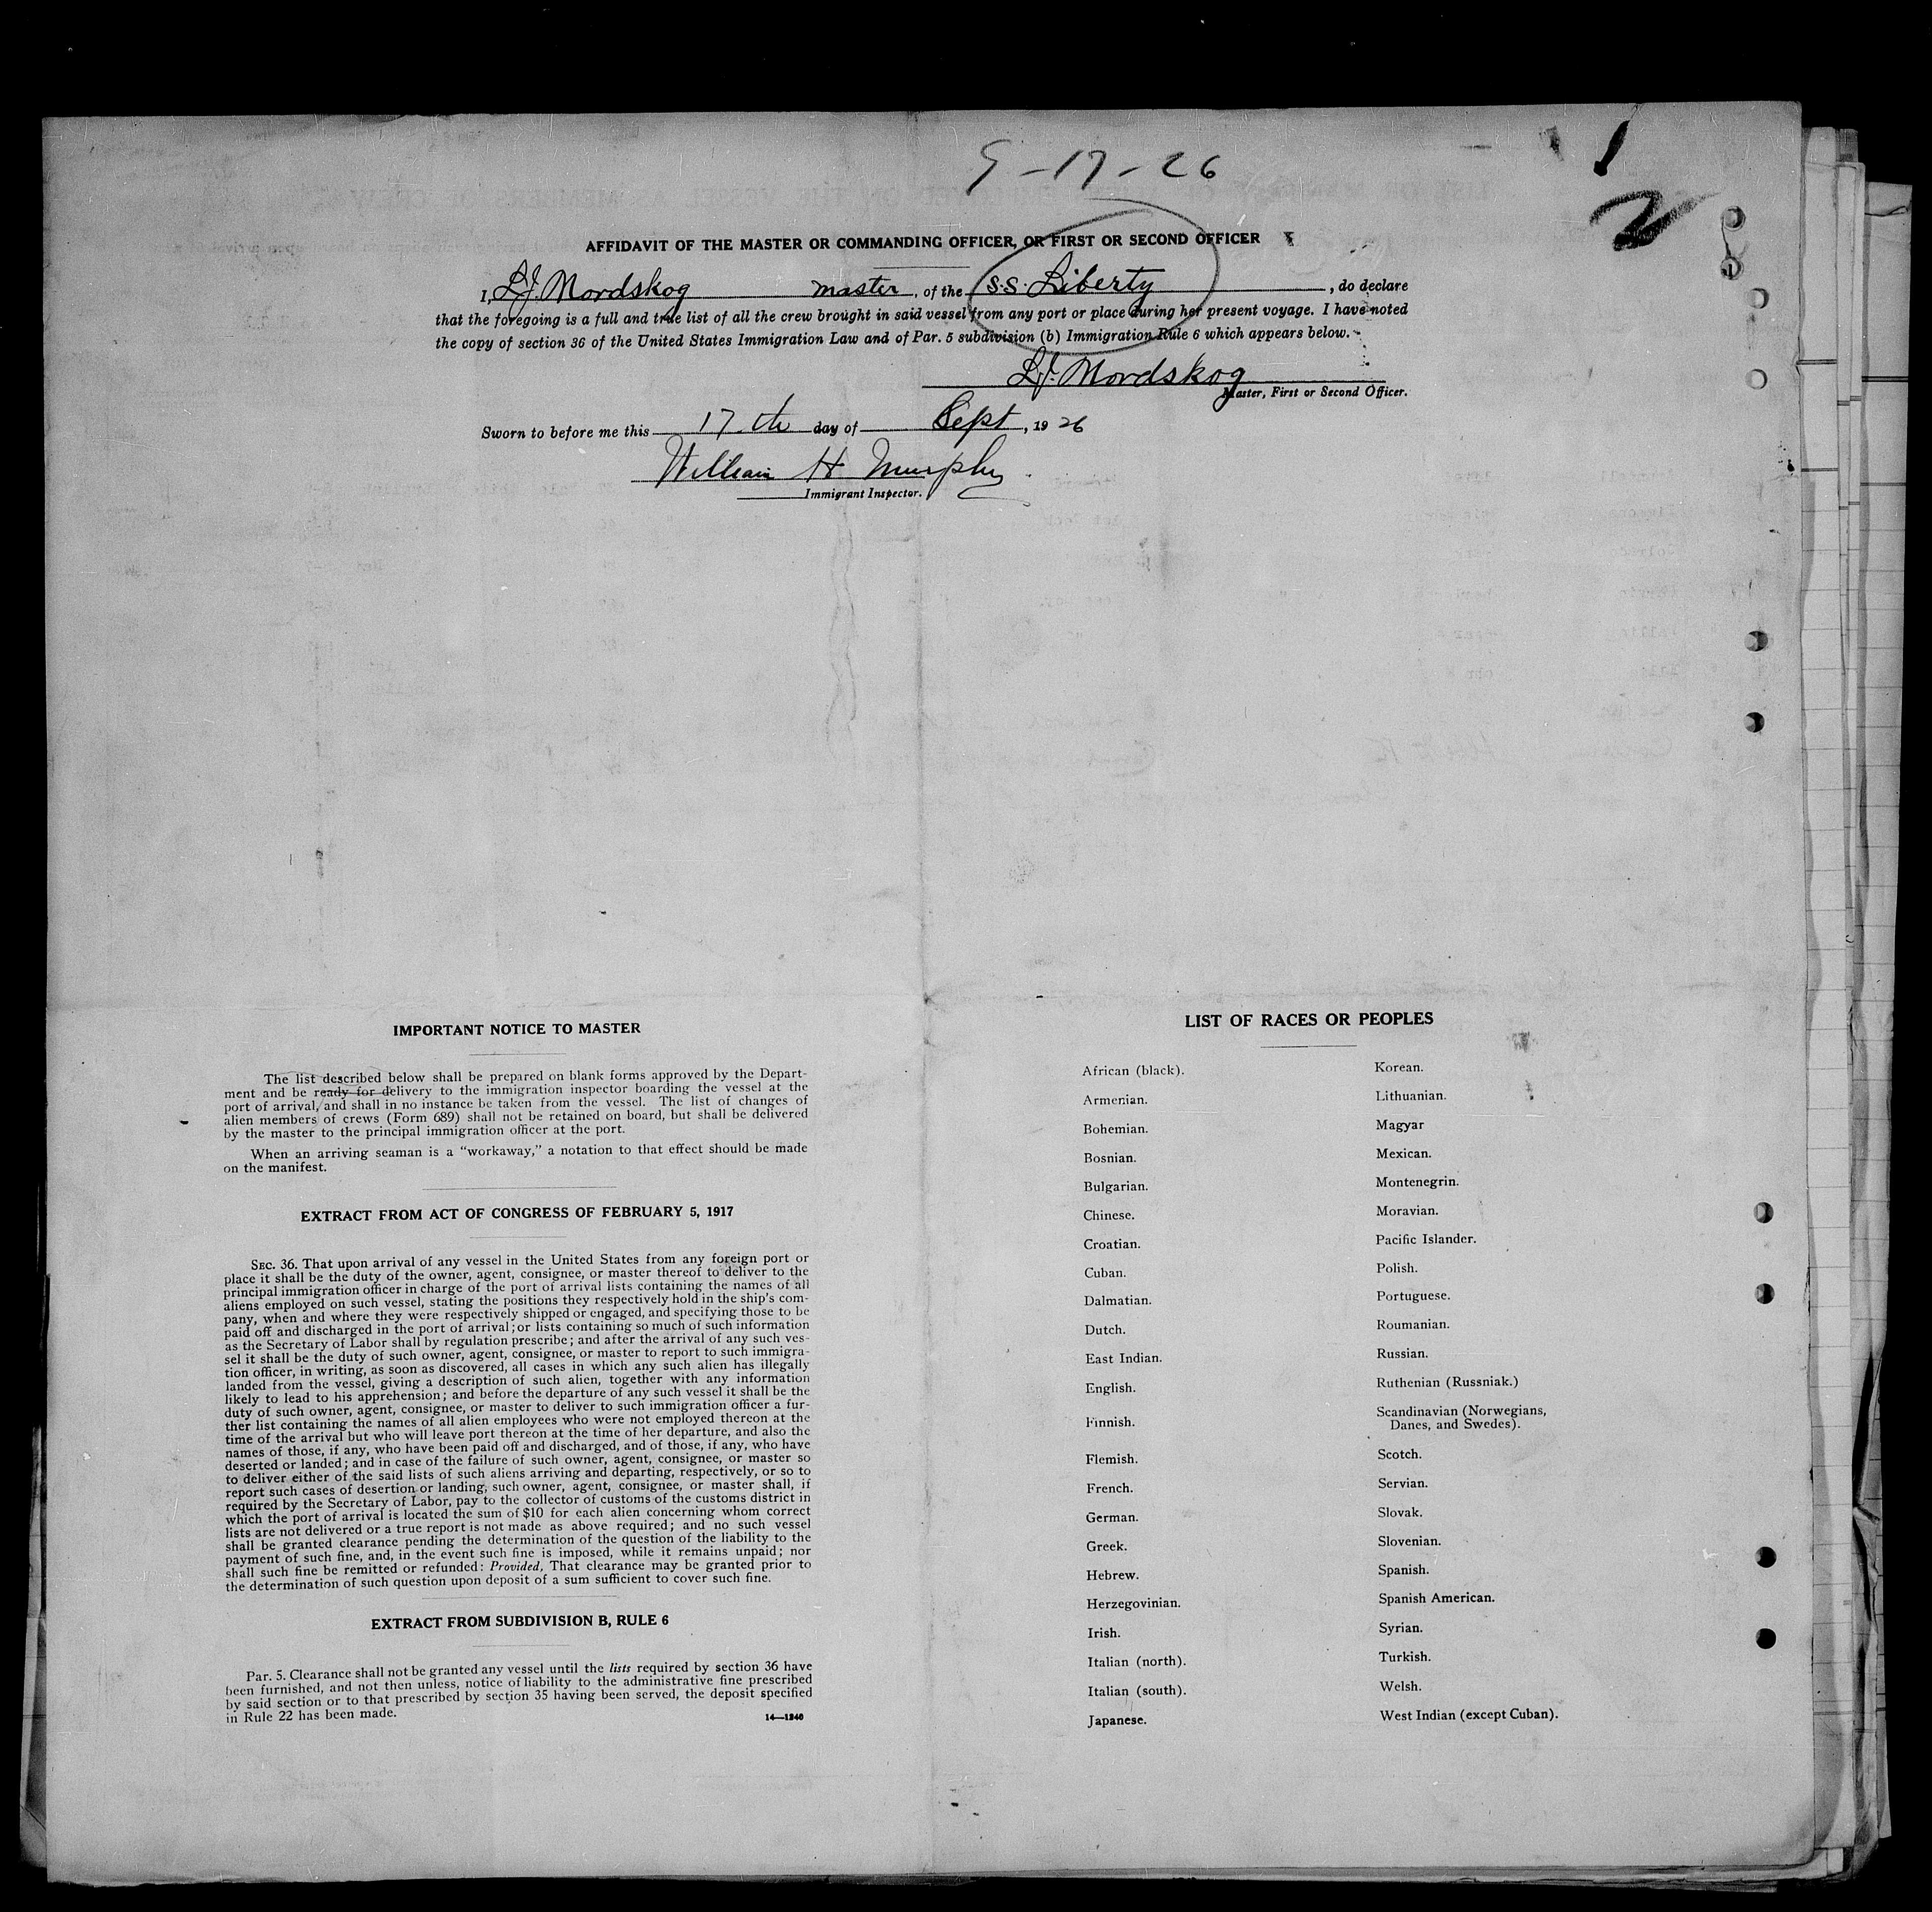 9-17-26
1
2
AFFIDAVIT OF THE MASTER OR COMMANDING OFFICER, OR FIRST OR SECOND OFFICER
I, L.J. Nordskog master, of the S.S. Liberty, do declare
that the foregoing is a full and true list of all the crew brought in said vessel from any port or place during her present voyage. I have noted
the copy of section 36 of the United States Immigration Law and of Par. 5 subdivision (b) Immigration Rule 6 which appears below.
L.J. Nordskog
Master, First or Second Officer.
Sworn to before me this 17th day of Sept, 1926
William H Murphy
Immigrant Inspector.
IMPORTANT NOTICE TO MASTER
The list described below shall be prepared on blank forms approved by the Depart-
ment and be ready for delivery to the immigration inspector boarding the vessel at the
port of arrival, and shall in no instance be taken from the vessel. The list of changes of
alien members of crews (Form 689) shall not be retained on board, but shall be delivered
by the master to the principal immigration officer at the port.
When an arriving seaman is a "workaway," a notation to that effect should be made
on the manifest.
EXTRACT FROM ACT OF CONGRESS OF FEBRUARY 5, 1917
SEC. 36. That upon arrival of any vessel in the United States from any foreign port or
place it shall be the duty of the owner, agent, consignee, or master thereof to deliver to the
principal immigration officer in charge of the port of arrival lists containing the names of all
aliens employed on such vessel, stating the positions they respectively hold in the ship's com-
pany, when and where they were respectively shipped or engaged, and specifying those to be
paid off and discharged in the port of arrival; or lists containing so much of such information
as the Secretary of Labor shall by regulation prescribe; and after the arrival of any such ves-
sel it shall be the duty of such owner, agent, consignee, or master to report to such immigra-
tion officer, in writing, as soon as discovered, all cases in which any such alien has illegally
landed from the vessel, giving a description of such alien, together with any information
likely to lead to his apprehension; and before the departure of any such vessel it shall be the
duty of such owner, agent, consignee, or master to deliver to such immigration officer a fur-
ther list containing the names of all alien employees who were not employed thereon at the
time of the arrival but who will leave port thereon at the time of her departure, and also the
names of those, if any, who have been paid off and discharged, and of those, if any, who have
deserted or landed; and in case of the failure of such owner, agent, consignee, or master so
to deliver either of the said lists of such aliens arriving and departing, respectively, or so to
report such cases of desertion or landing, such owner, agent, consignee, or master shall, if
required by the Secretary of Labor, pay to the collector of customs of the customs district in
which the port of arrival is located the sum of $10 for each alien concerning whom correct
lists are not delivered or a true report is not made as above required; and no such vessel
shall be granted clearance pending the determination of the question of the liability to the
payment of such fine, and, in the event such fine is imposed, while it remains unpaid; nor
shall such fine be remitted or refunded: Provided, That clearance may be granted prior to
the determination of such question upon deposit of a sum sufficient to cover such fine.
EXTRACT FROM SUBDIVISION B, RULE 6
Par. 5. Clearance shall not be granted any vessel until the lists required by section 36 have
been furnished, and not then unless, notice of liability to the administrative fine prescribed
by said section or to that prescribed by section 35 having been served, the deposit specified
in Rule 22 has been made.
14—1240
LIST OF RACES OR PEOPLES
African (black).
Armenian.
Bohemian.
Bosnian.
Bulgarian.
Chinese.
Croatian.
Cuban.
Dalmatian.
Dutch.
East Indian.
English.
Finnish.
Flemish.
French.
German.
Greek.
Hebrew.
Herzegovinian.
Irish.
Italian (north).
Italian (south).
Japanese.
Korean.
Lithuanian.
Magyar
Mexican.
Montenegrin.
Moravian.
Pacific Islander.
Polish.
Portuguese.
Roumanian.
Russian.
Ruthenian (Russniak.)
Scandinavian (Norwegians,
Danes, and Swedes).
Scotch.
Servian.
Slovak.
Slovenian.
Spanish.
Spanish American.
Syrian.
Turkish.
Welsh.
West Indian (except Cuban).